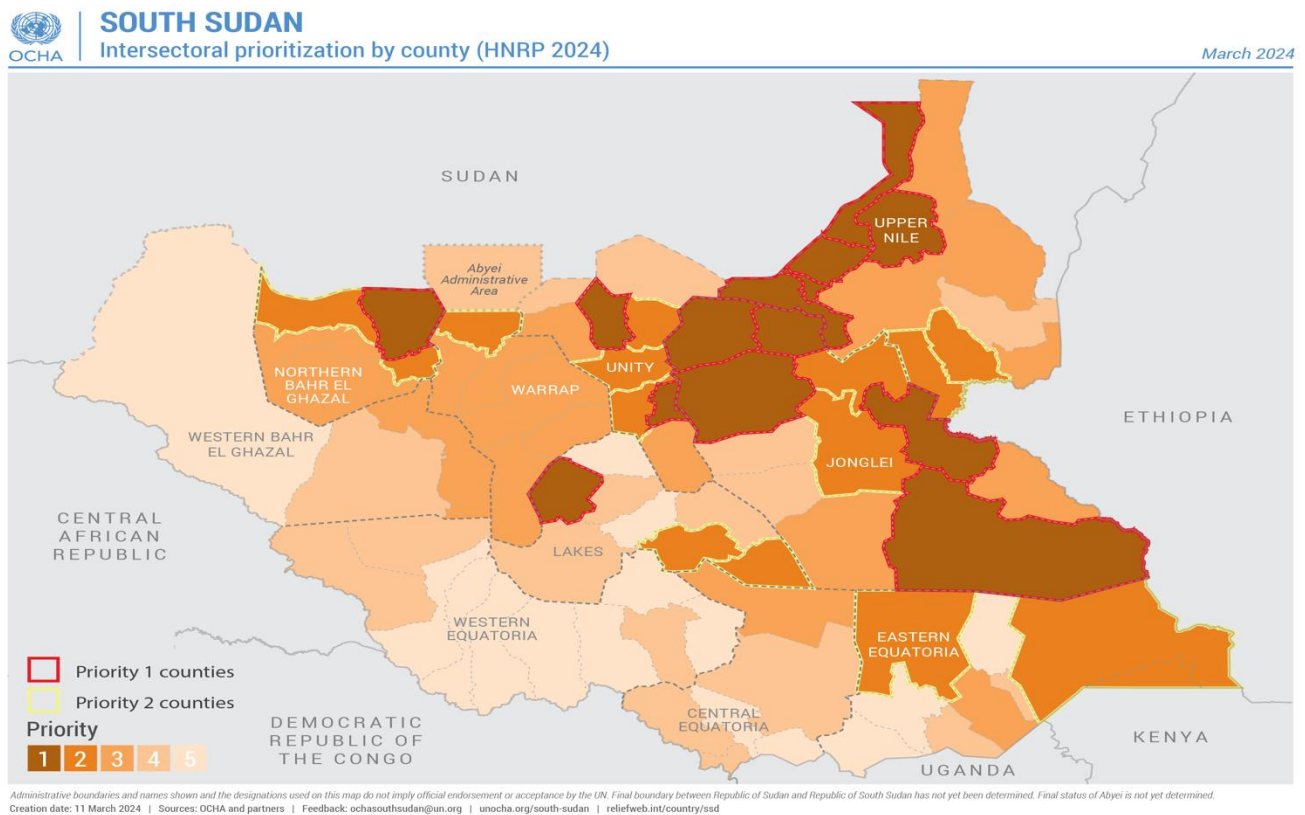 OCHA
SOUTH SUDAN
Intersectoral prioritization by county (HNRP 2024)
March 2024
SUDAN
UPPER
NILE
Abyei
Administrative
Area
NORTHERN
BAHR EL
GHAZAL
WARRAP
UNITY
ETHIOPIA
WESTERN BAHR
EL GHAZAL
JONGLEI
CENTRAL
AFRICAN
REPUBLIC
LAKES
WESTERN
EQUATORIA
EASTERN
EQUATORIA
CENTRAL
EQUATORIA
DEMOCRATIC
REPUBLIC OF
THE CONGO
KENYA
UGANDA
Priority 1 counties
Priority 2 counties
Priority
1 2 3 4 5
Administrative boundaries and names shown and the designations used on this map do not imply official endorsement or acceptance by the UN. Final boundary between Republic of Sudan and Republic of South Sudan has not yet been determined. Final status of Abyei is not yet determined.
Creation date: 11 March 2024 | Sources: OCHA and partners | Feedback: ochasouthsudan@un.org | unocha.org/south-sudan | reliefweb.int/country/ssd